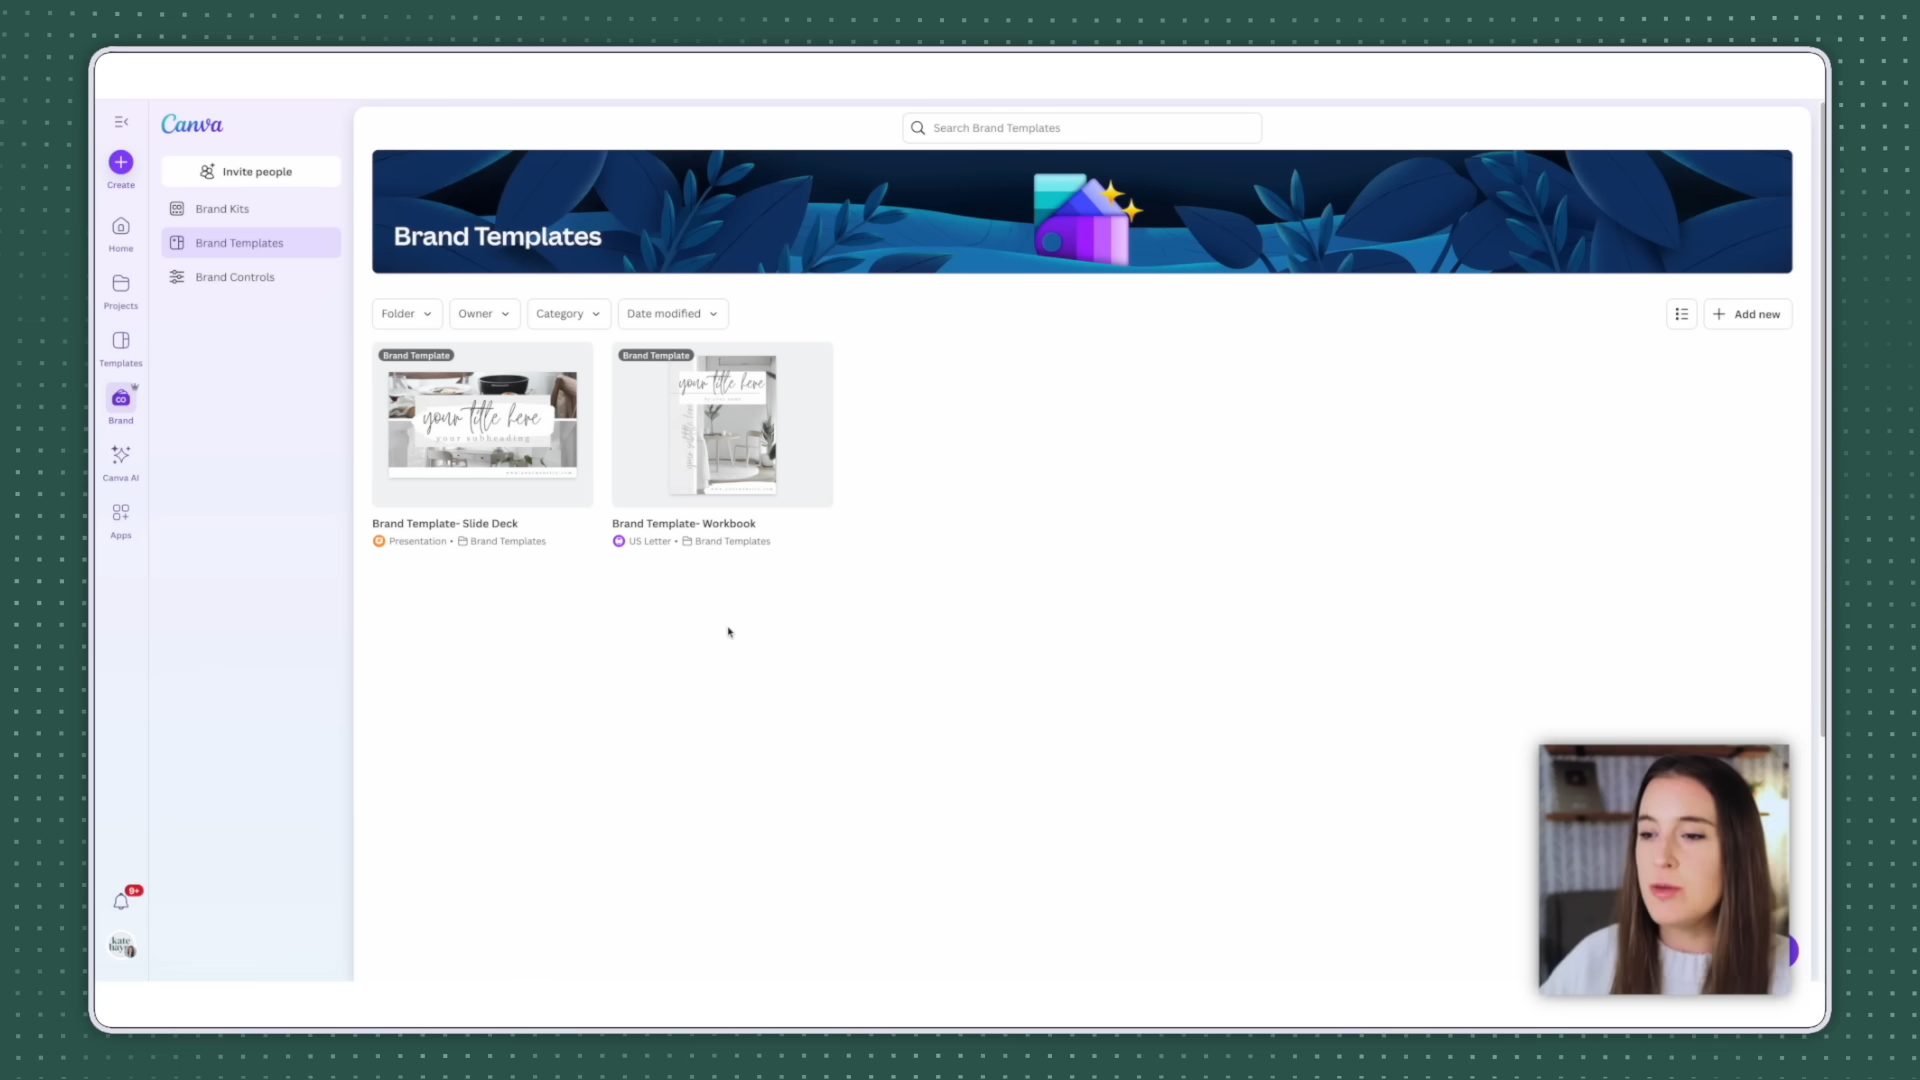 Canva
Search Brand Templates
Create
Invite people
Brand Kits
Brand Templates
Brand Controls
Home
Projects
Templates
CO
Brand
Canva AI
Apps
9+
kate
Brand Templates
Folder
Owner
Category
Date modified
Add new
Brand Template
your title here
your subheading
Brand Template- Slide Deck
Presentation • Brand Templates
Brand Template
your title here
Brand Template- Workbook
US Letter • Brand Templates